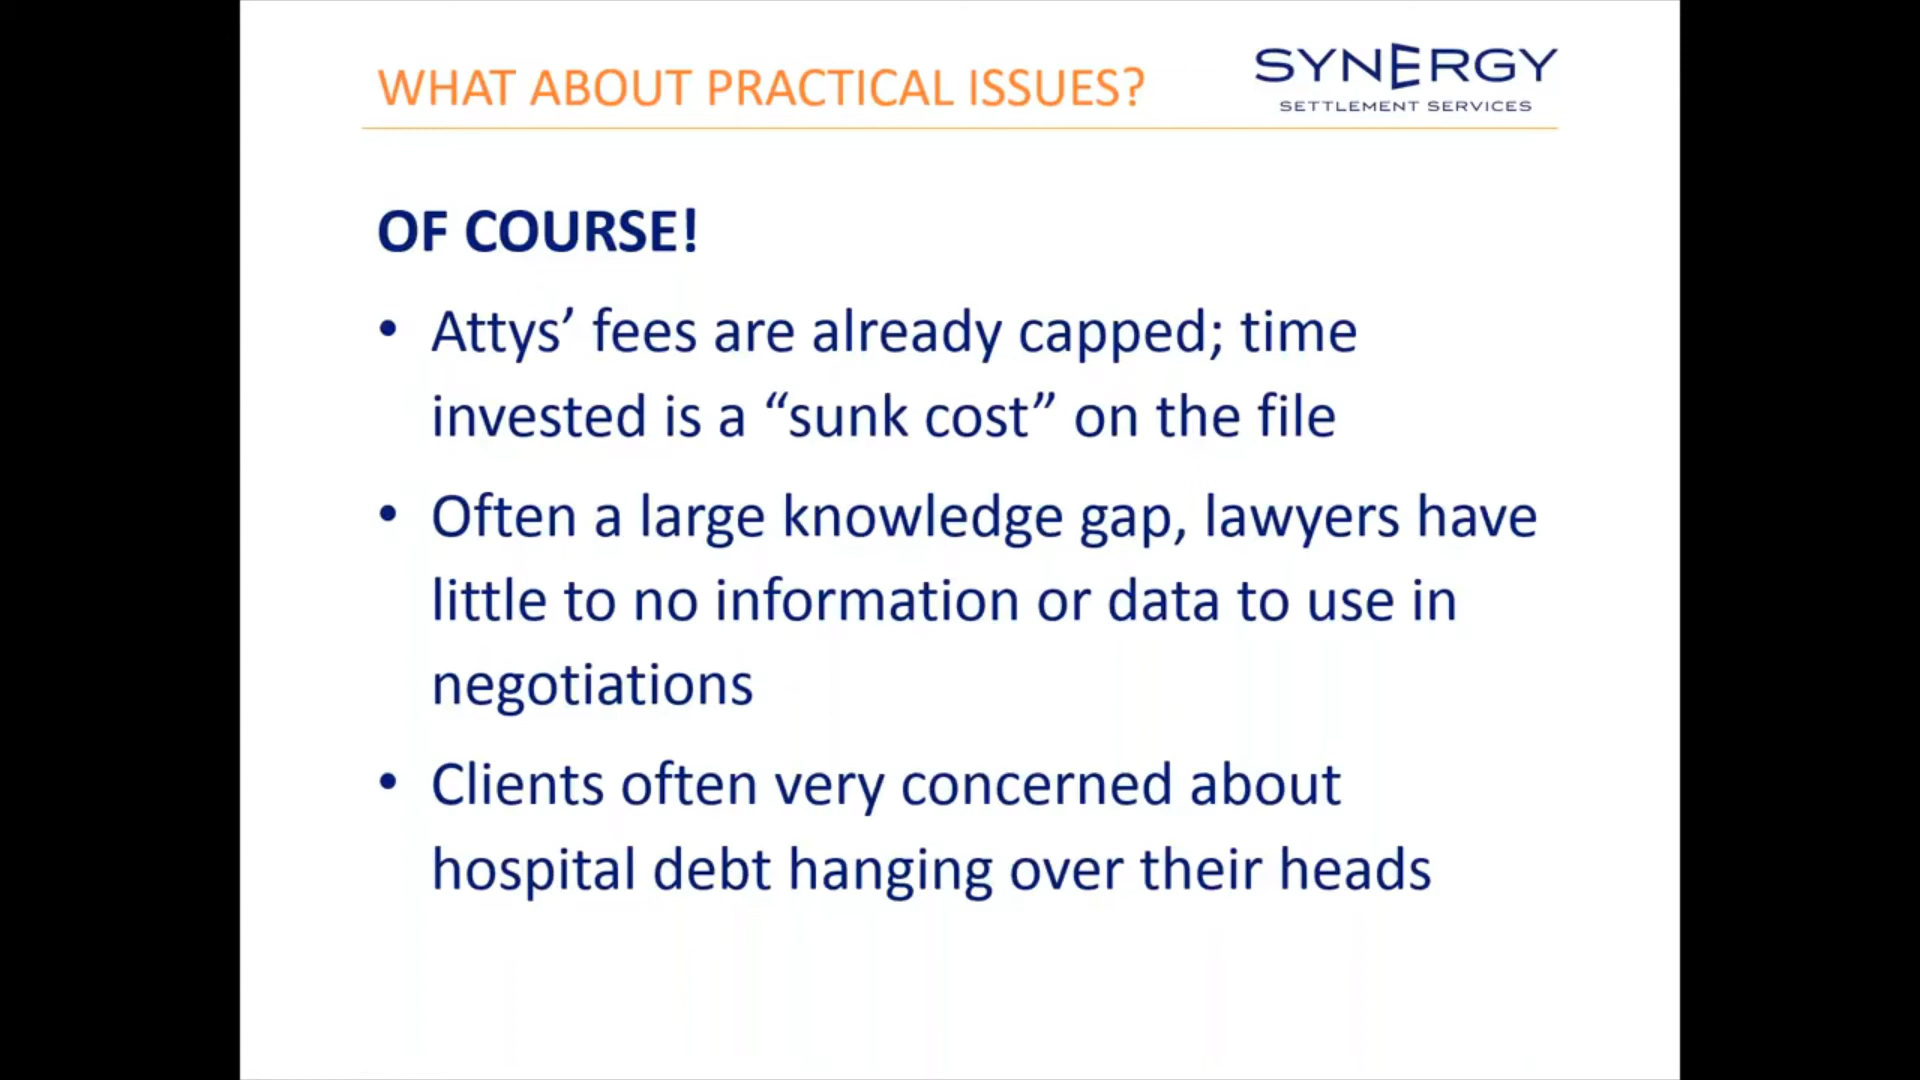 WHAT ABOUT PRACTICAL ISSUES?
SYNERGY
SETTLEMENT SERVICES
OF COURSE!
• Attys’ fees are already capped; time
invested is a “sunk cost” on the file
• Often a large knowledge gap, lawyers have
little to no information or data to use in
negotiations
• Clients often very concerned about
hospital debt hanging over their heads